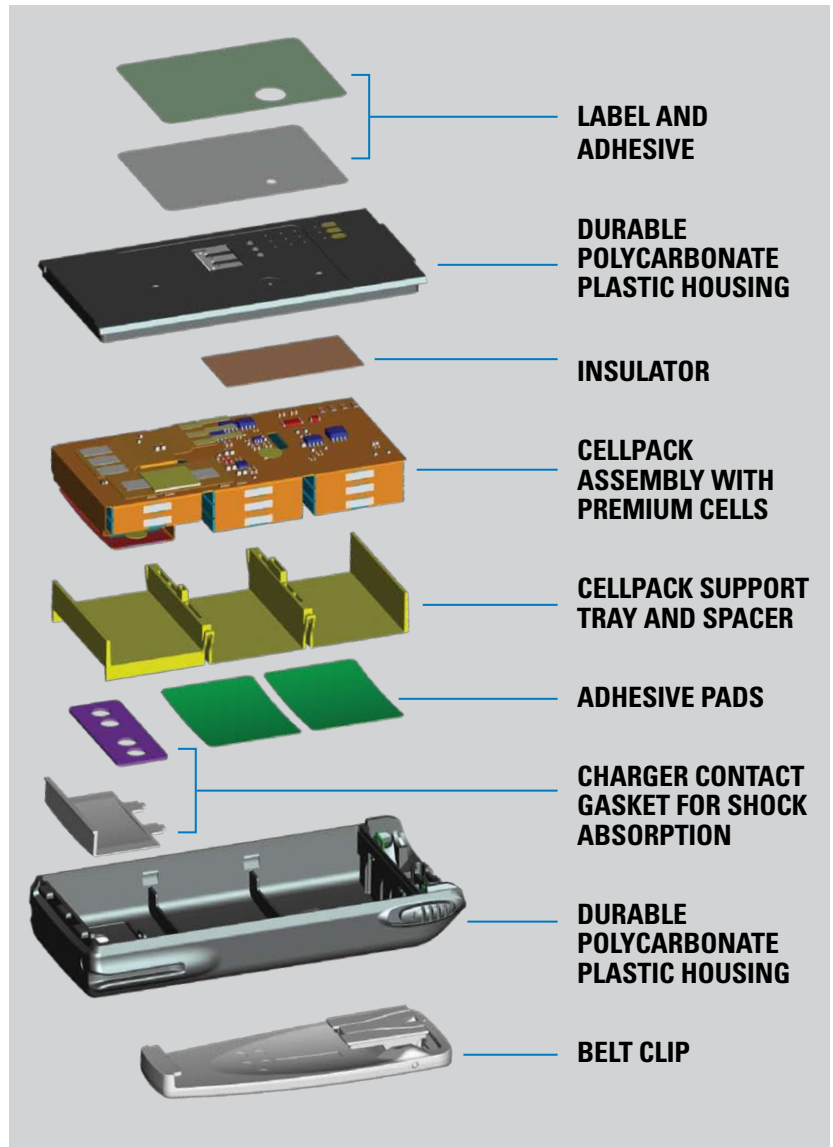 LABEL AND
ADHESIVE
DURABLE
POLYCARBONATE
PLASTIC HOUSING
INSULATOR
CELLPACK
ASSEMBLY WITH
PREMIUM CELLS
CELLPACK SUPPORT
TRAY AND SPACER
ADHESIVE PADS
CHARGER CONTACT
GASKET FOR SHOCK
ABSORPTION
DURABLE
POLYCARBONATE
PLASTIC HOUSING
BELT CLIP